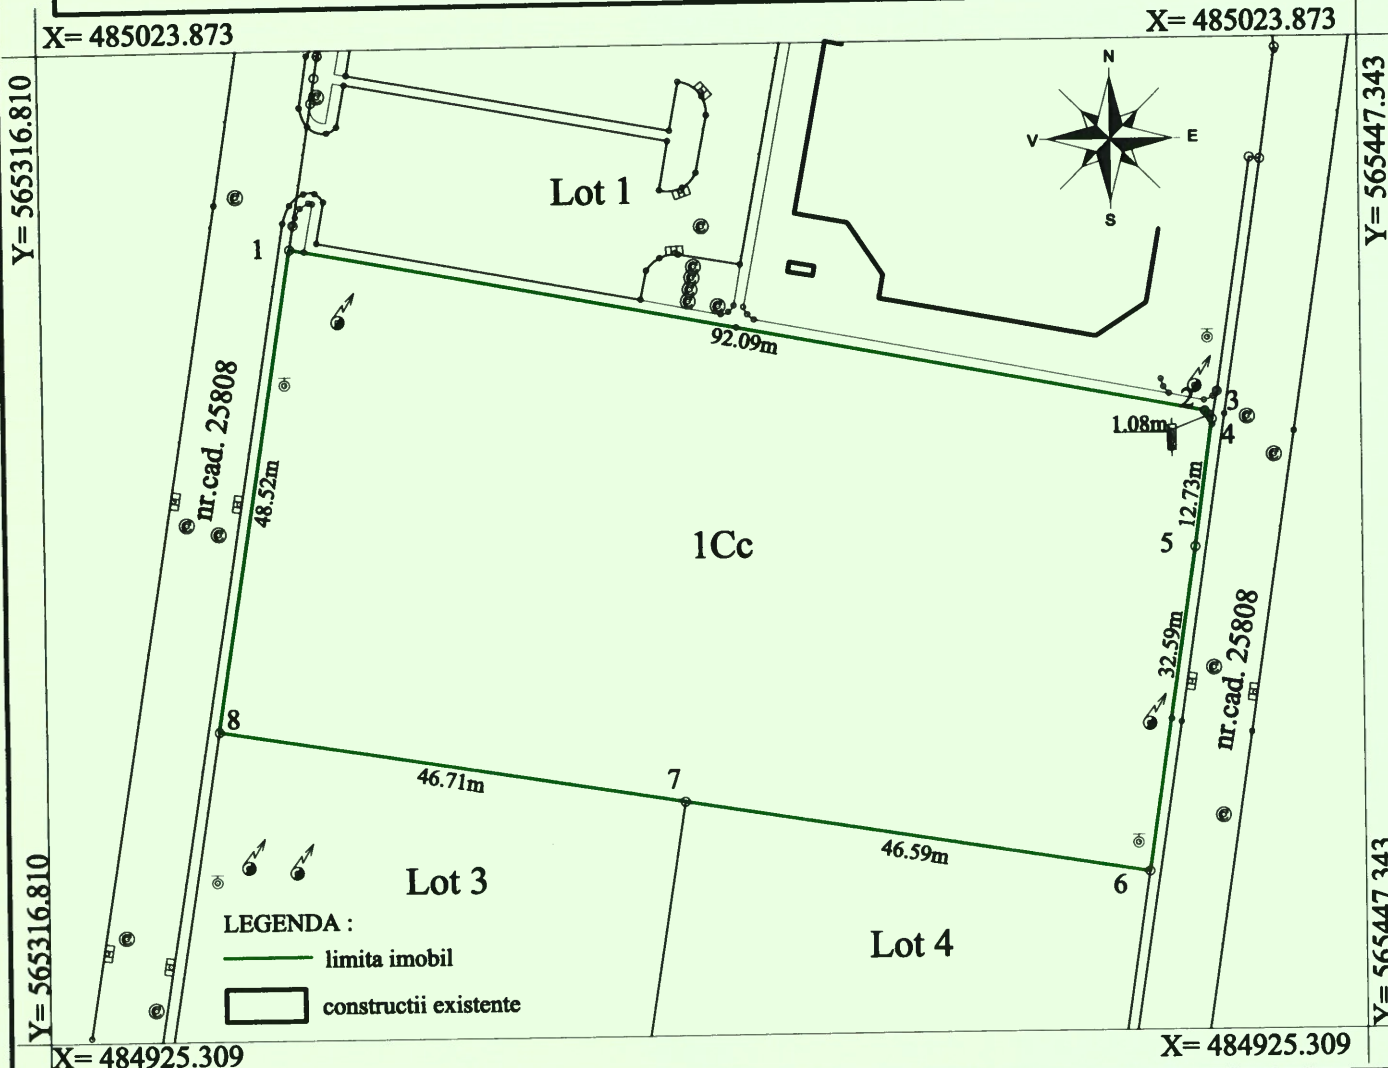 X= 485023.873
X= 485023.873
Y= 565316.810
Y= 565447.343
N
V
E
S
Lot 1
1
92.09m
2
3
1.08m
4
nr.cad. 25808
48.52m
12.73m
1Cc
5
32.59m
nr.cad. 25808
8
46.71m
7
46.59m
6
Lot 3
Lot 4
LEGENDA :
limita imobil
constructii existente
Y= 565316.810
Y= 565447.343
X= 484925.309
X= 484925.309